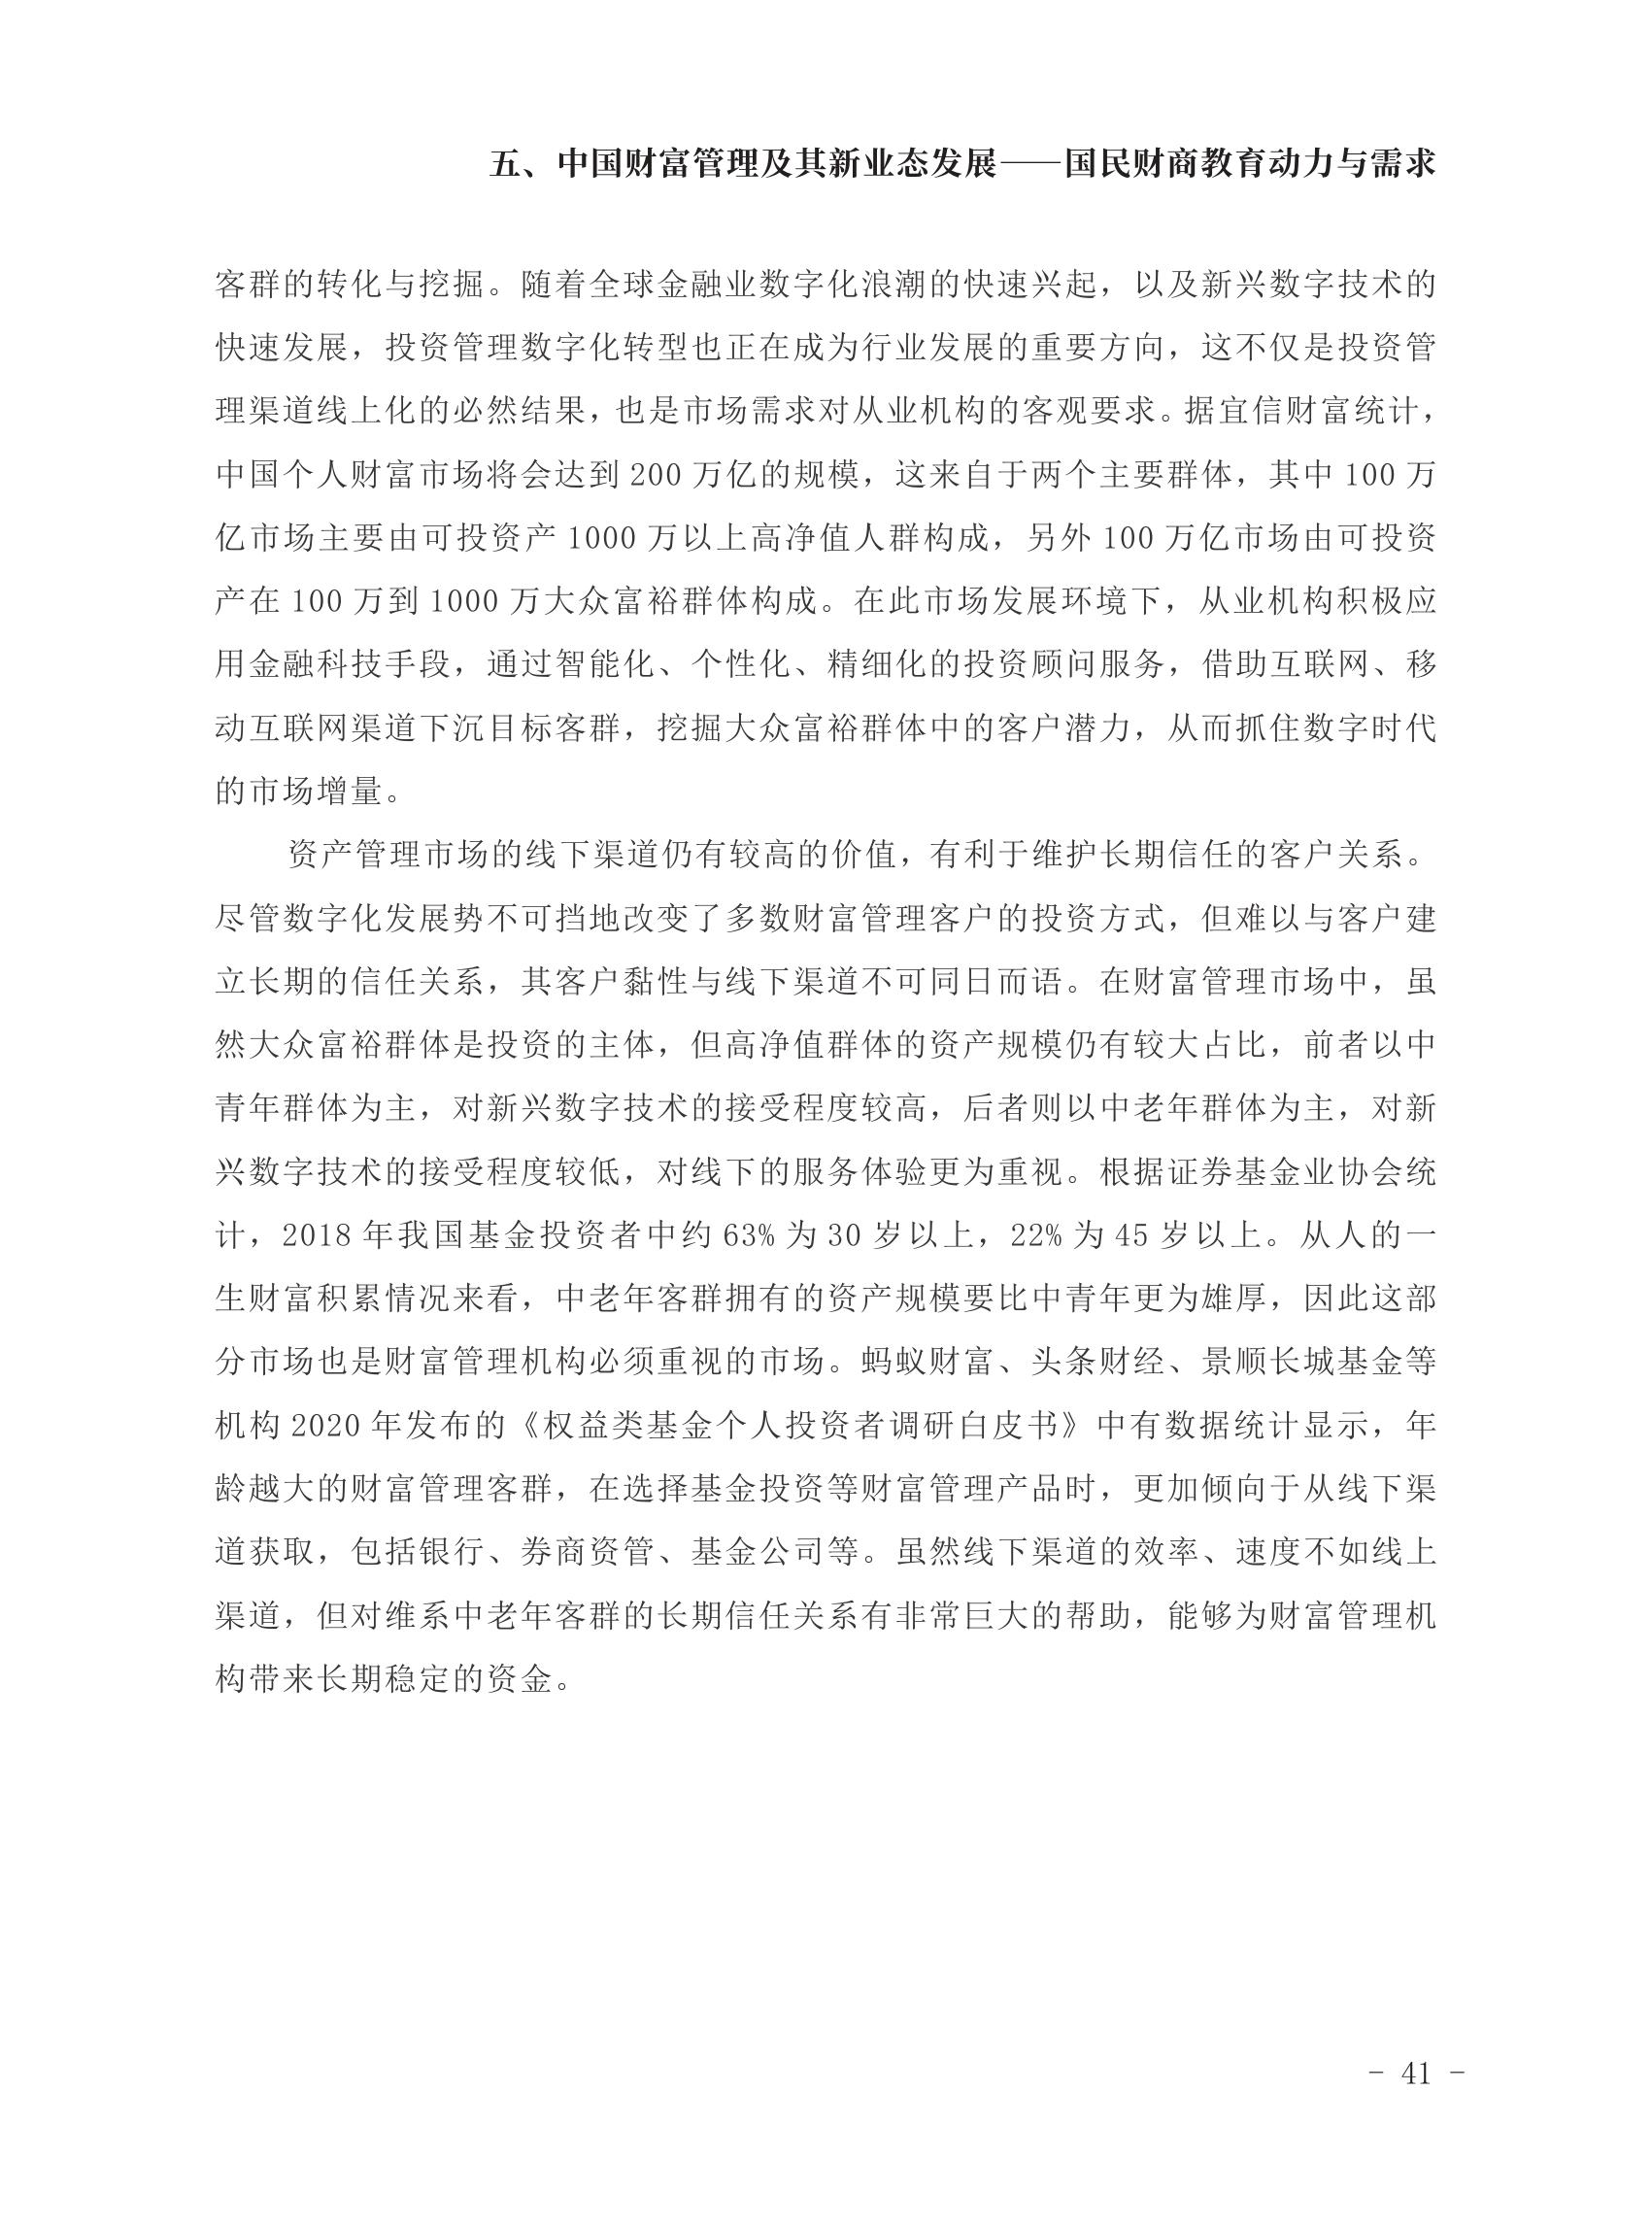 五、中国财富管理及其新业态发展——国民财商教育动力与需求
客群的转化与挖掘。随着全球金融业数字化浪潮的快速兴起，以及新兴数字技术的
快速发展，投资管理数字化转型也正在成为行业发展的重要方向，这不仅是投资管
理渠道线上化的必然结果，也是市场需求对从业机构的客观要求。据宜信财富统计，
中国个人财富市场将会达到 200 万亿的规模，这来自于两个主要群体，其中 100 万
亿市场主要由可投资产 1000 万以上高净值人群构成，另外 100 万亿市场由可投资
产在 100 万到 1000 万大众富裕群体构成。在此市场发展环境下，从业机构积极应
用金融科技手段，通过智能化、个性化、精细化的投资顾问服务，借助互联网、移
动互联网渠道下沉目标客群，挖掘大众富裕群体中的客户潜力，从而抓住数字时代
的市场增量。
资产管理市场的线下渠道仍有较高的价值，有利于维护长期信任的客户关系。
尽管数字化发展势不可挡地改变了多数财富管理客户的投资方式，但难以与客户建
立长期的信任关系，其客户黏性与线下渠道不可同日而语。在财富管理市场中，虽
然大众富裕群体是投资的主体，但高净值群体的资产规模仍有较大占比，前者以中
青年群体为主，对新兴数字技术的接受程度较高，后者则以中老年群体为主，对新
兴数字技术的接受程度较低，对线下的服务体验更为重视。根据证券基金业协会统
计，2018 年我国基金投资者中约 63% 为 30 岁以上，22% 为 45 岁以上。从人的一
生财富积累情况来看，中老年客群拥有的资产规模要比中青年更为雄厚，因此这部
分市场也是财富管理机构必须重视的市场。蚂蚁财富、头条财经、景顺长城基金等
机构 2020 年发布的《权益类基金个人投资者调研白皮书》中有数据统计显示，年
龄越大的财富管理客群，在选择基金投资等财富管理产品时，更加倾向于从线下渠
道获取，包括银行、券商资管、基金公司等。虽然线下渠道的效率、速度不如线上
渠道，但对维系中老年客群的长期信任关系有非常巨大的帮助，能够为财富管理机
构带来长期稳定的资金。
- 41 -